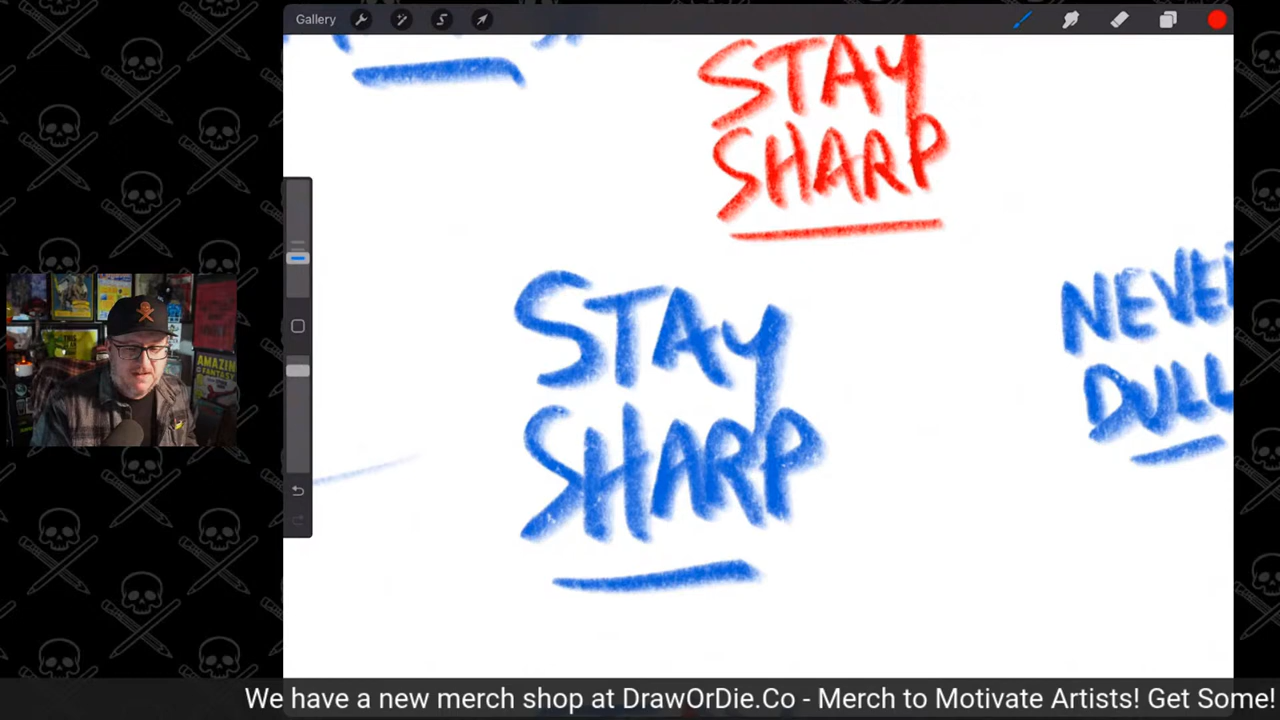 Gallery
STAY
SHARP
STAY
SHARP
NEVE
DULL
AMAZIN
FANTASY
We have a new merch shop at DrawOrDie.Co - Merch to Motivate Artists! Get Some!